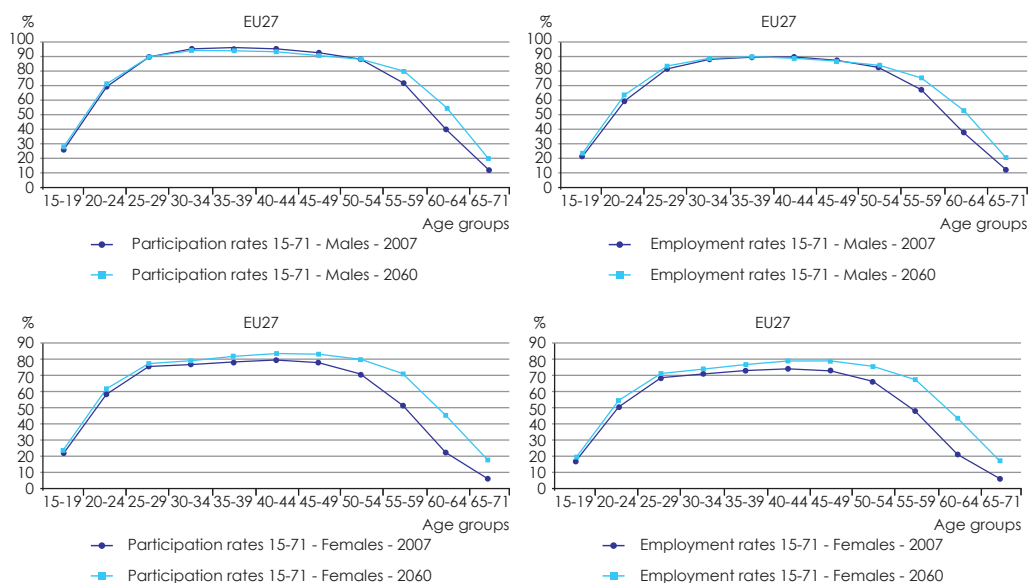 % EU27
100
90
80
70
60
50
40
30
20
10
0
15-19 20-24 25-29 30-34 35-39 40-44 45-49 50-54 55-59 60-64 65-71
Age groups
Participation rates 15-71 - Males - 2007
Participation rates 15-71 - Males - 2060
% EU27
100
90
80
70
60
50
40
30
20
10
0
15-19 20-24 25-29 30-34 35-39 40-44 45-49 50-54 55-59 60-64 65-71
Age groups
Employment rates 15-71 - Males - 2007
Employment rates 15-71 - Males - 2060
% EU27
90
80
70
60
50
40
30
20
10
0
15-19 20-24 25-29 30-34 35-39 40-44 45-49 50-54 55-59 60-64 65-71
Age groups
Participation rates 15-71 - Females - 2007
Participation rates 15-71 - Females - 2060
% EU27
90
80
70
60
50
40
30
20
10
0
15-19 20-24 25-29 30-34 35-39 40-44 45-49 50-54 55-59 60-64 65-71
Age groups
Employment rates 15-71 - Females - 2007
Employment rates 15-71 - Females - 2060